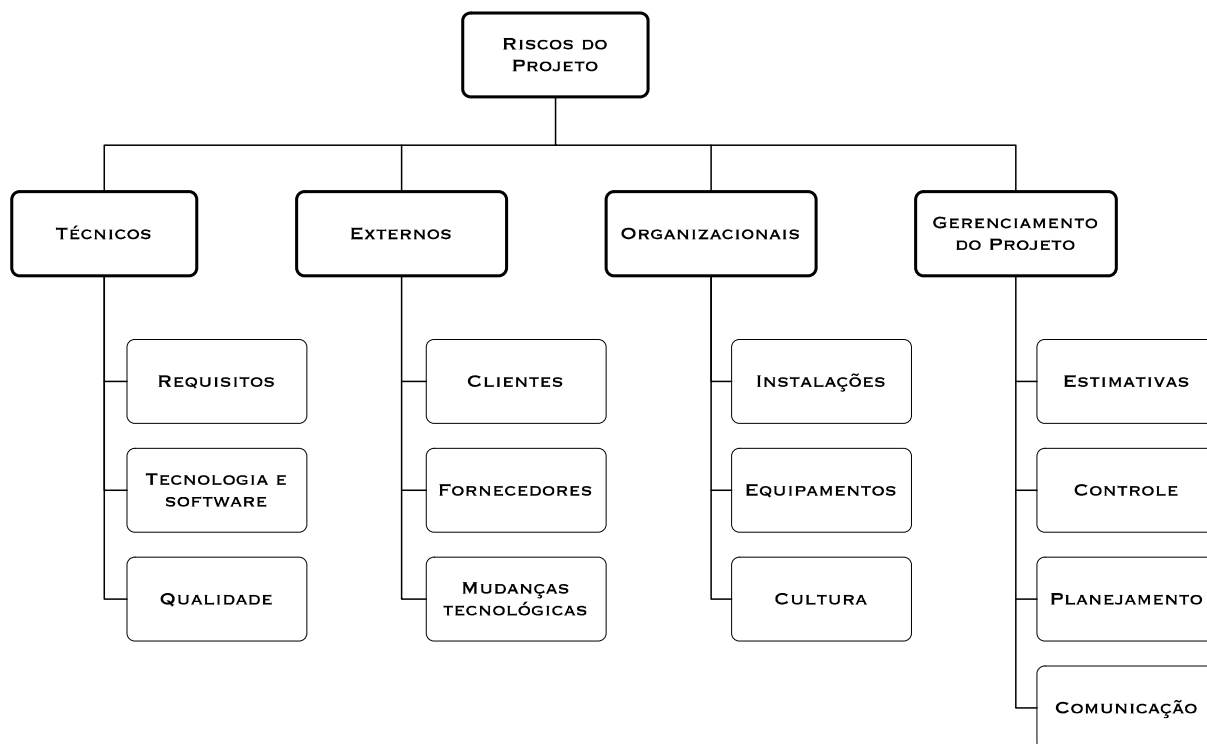 Riscos do
Projeto
Técnicos
Externos
Organizacionais
Gerenciamento
do Projeto
Requisitos
Clientes
Instalações
Estimativas
Tecnologia e
software
Fornecedores
Equipamentos
Controle
Qualidade
Mudanças
tecnológicas
Cultura
Planejamento
Comunicação